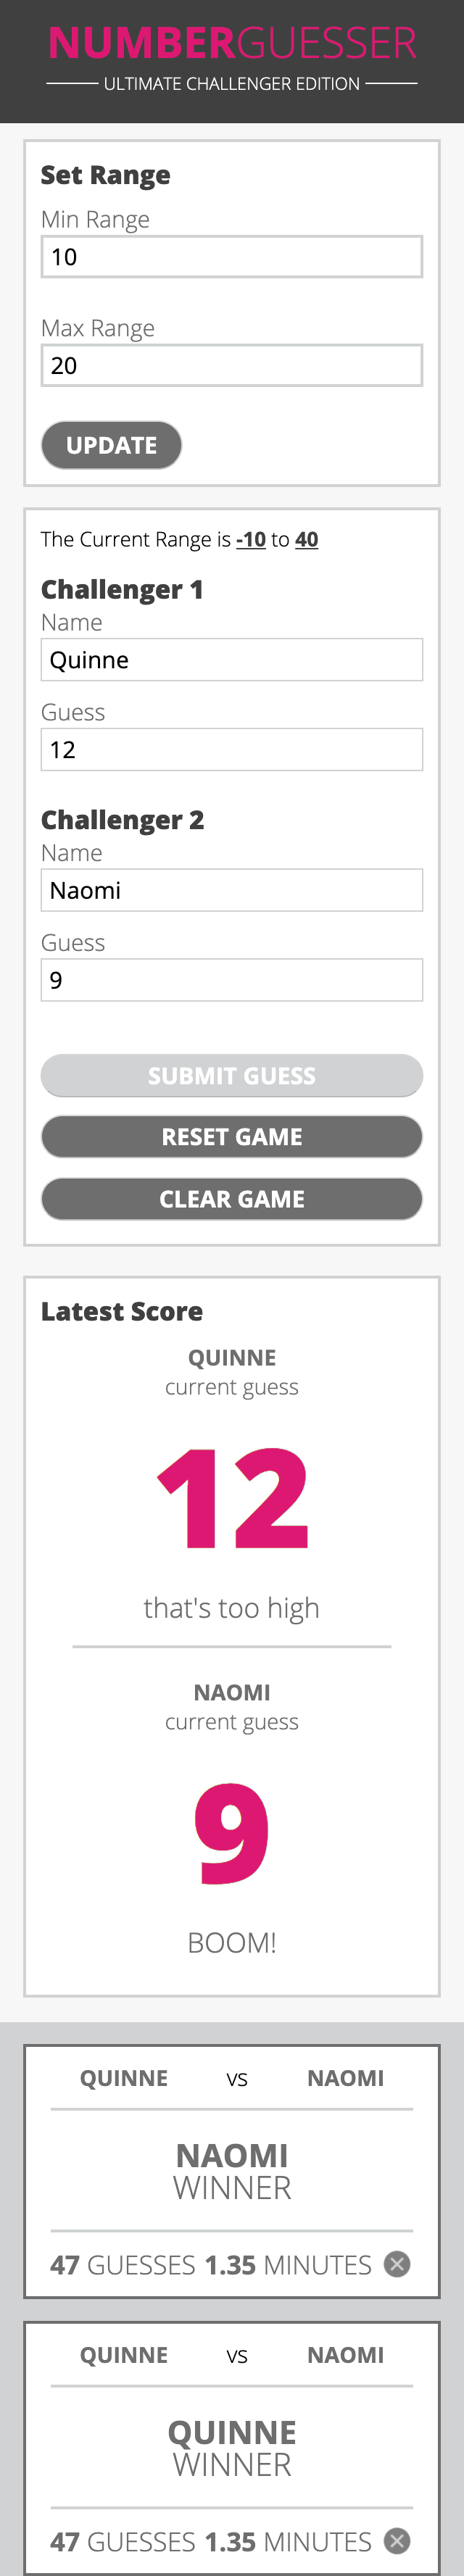 NUMBERGUESSER
ULTIMATE CHALLENGER EDITION
Set Range
Min Range
10
Max Range
20
UPDATE
The Current Range is -10 to 40
Challenger 1
Name
Quinne
Guess
12
Challenger 2
Name
Naomi
Guess
9
SUBMIT GUESS
RESET GAME
CLEAR GAME
Latest Score
QUINNE
current guess
12
that's too high
NAOMI
current guess
9
BOOM!
QUINNE VS NAOMI
NAOMI
WINNER
47 GUESSES 1.35 MINUTES
QUINNE VS NAOMI
QUINNE
WINNER
47 GUESSES 1.35 MINUTES